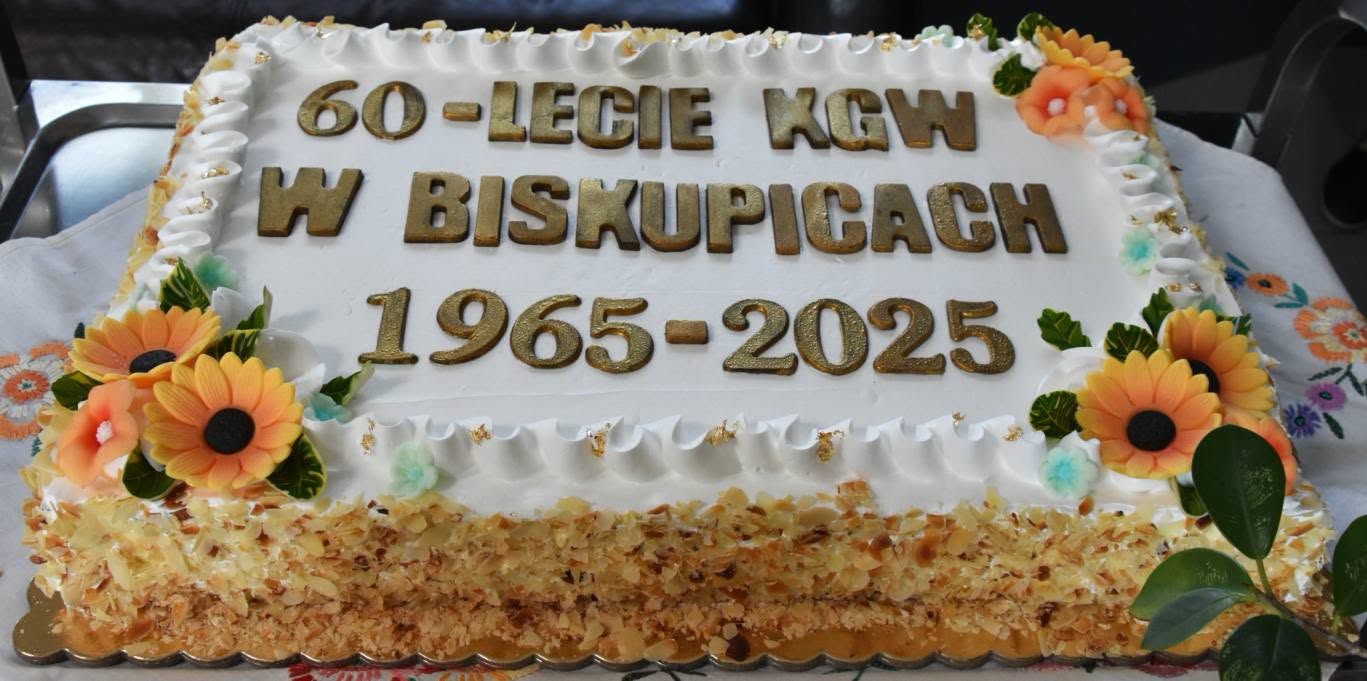 60-LECIE KGW
W BISKUPICACH
1965-2025